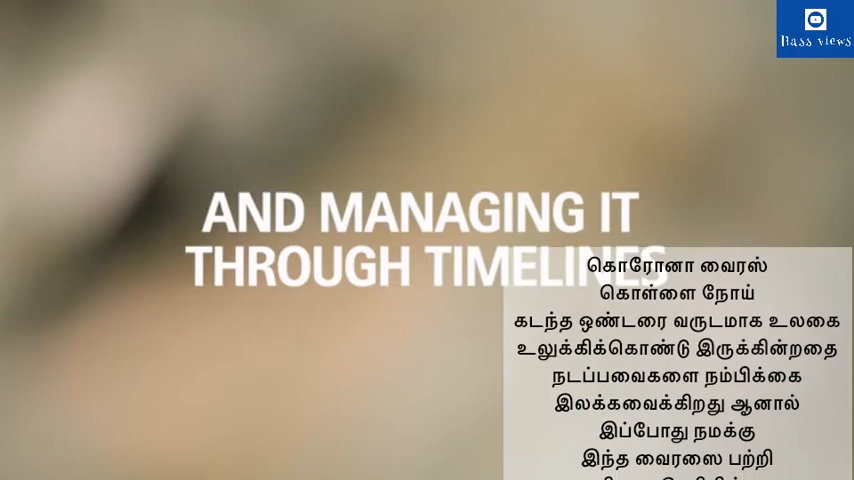 Nass views
AND MANAGING IT
THROUGH TIMELINES
கொரோனா வைரஸ்
கொள்ளை நோய்
கடந்த ஒண்டரை வருடமாக உலகை
உலுக்கிக்கொண்டு இருக்கின்றதை
நடப்பவைகளை நம்பிக்கை
இலக்கவைக்கிறது ஆனால்
இப்போது நமக்கு
இந்த வைரஸை பற்றி